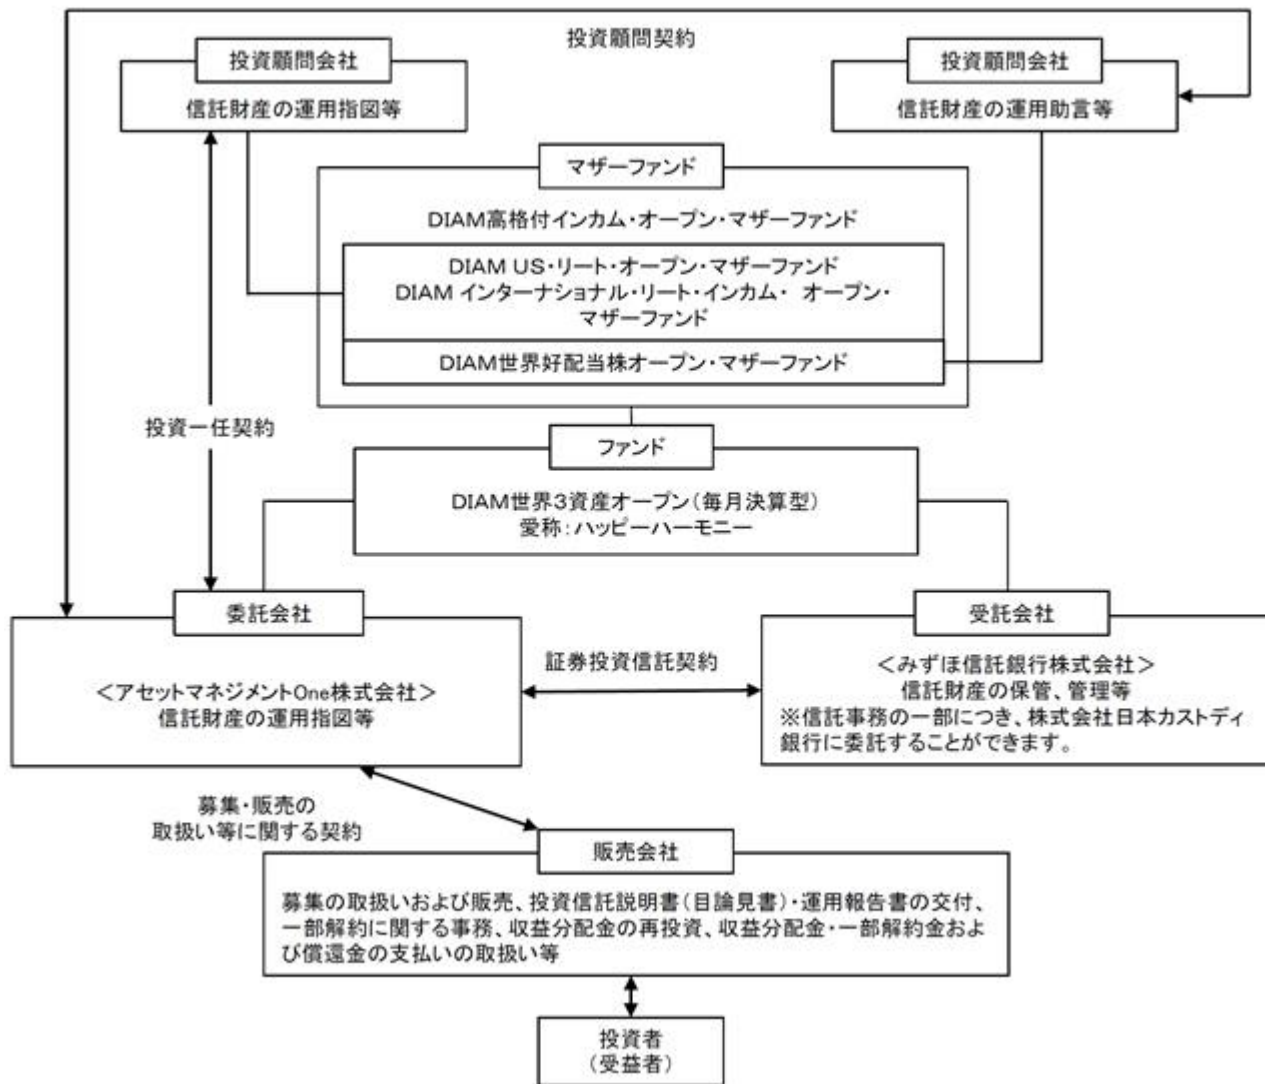 投資顧問契約
投資顧問会社
信託財産の運用指図等
投資顧問会社
信託財産の運用助言等
マザーファンド
DIAM高格付インカム・オープン・マザーファンド
DIAM US・リート・オープン・マザーファンド
DIAM インターナショナル・リート・インカム・ オープン・
マザーファンド
DIAM世界好配当株オープン・マザーファンド
投資一任契約
ファンド
DIAM世界3資産オープン(毎月決算型)
愛称:ハッピーハーモニー
委託会社
<アセットマネジメントOne株式会社>
信託財産の運用指図等
証券投資信託契約
受託会社
<みずほ信託銀行株式会社>
信託財産の保管、管理等
※信託事務の一部につき、株式会社日本カストディ
銀行に委託することができます。
募集・販売の
取扱い等に関する契約
販売会社
募集の取扱いおよび販売、投資信託説明書(目論見書)・運用報告書の交付、
一部解約に関する事務、収益分配金の再投資、収益分配金・一部解約金およ
び償還金の支払いの取扱い等
投資者
(受益者)